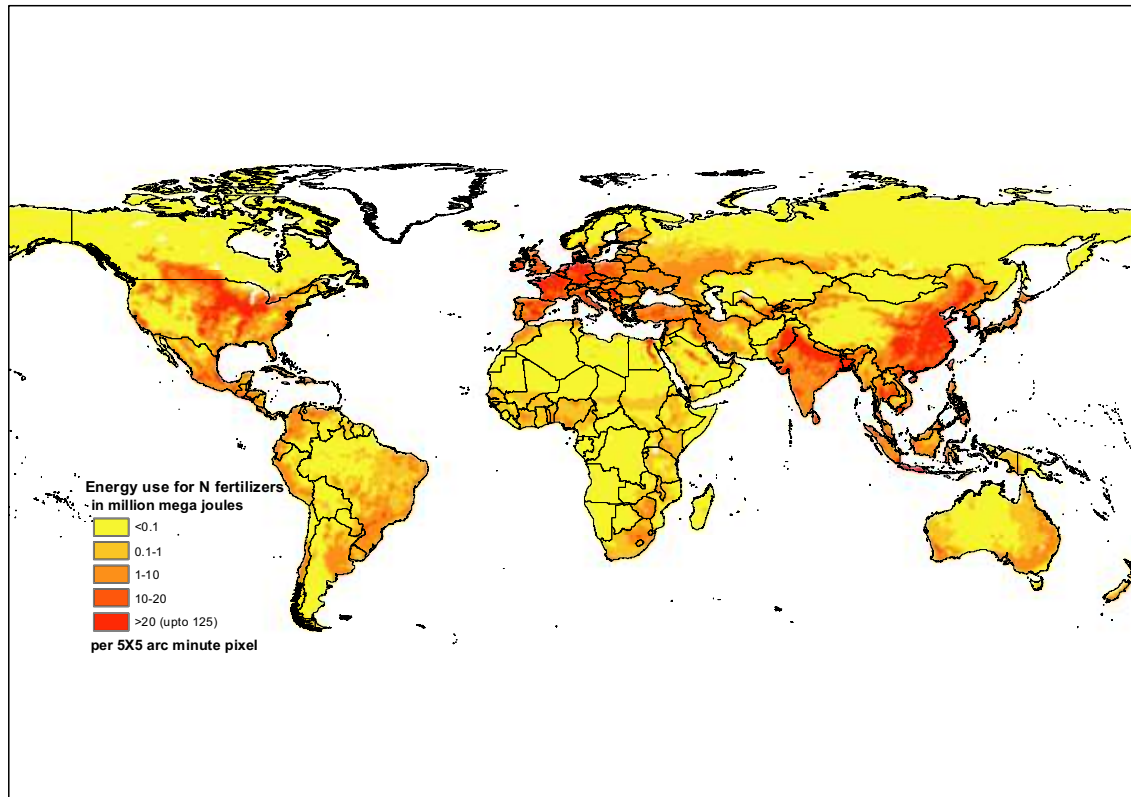 Energy use for N fertilizers
in million mega joules
<0.1
0.1-1
1-10
10-20
>20 (upto 125)
per 5X5 arc minute pixel